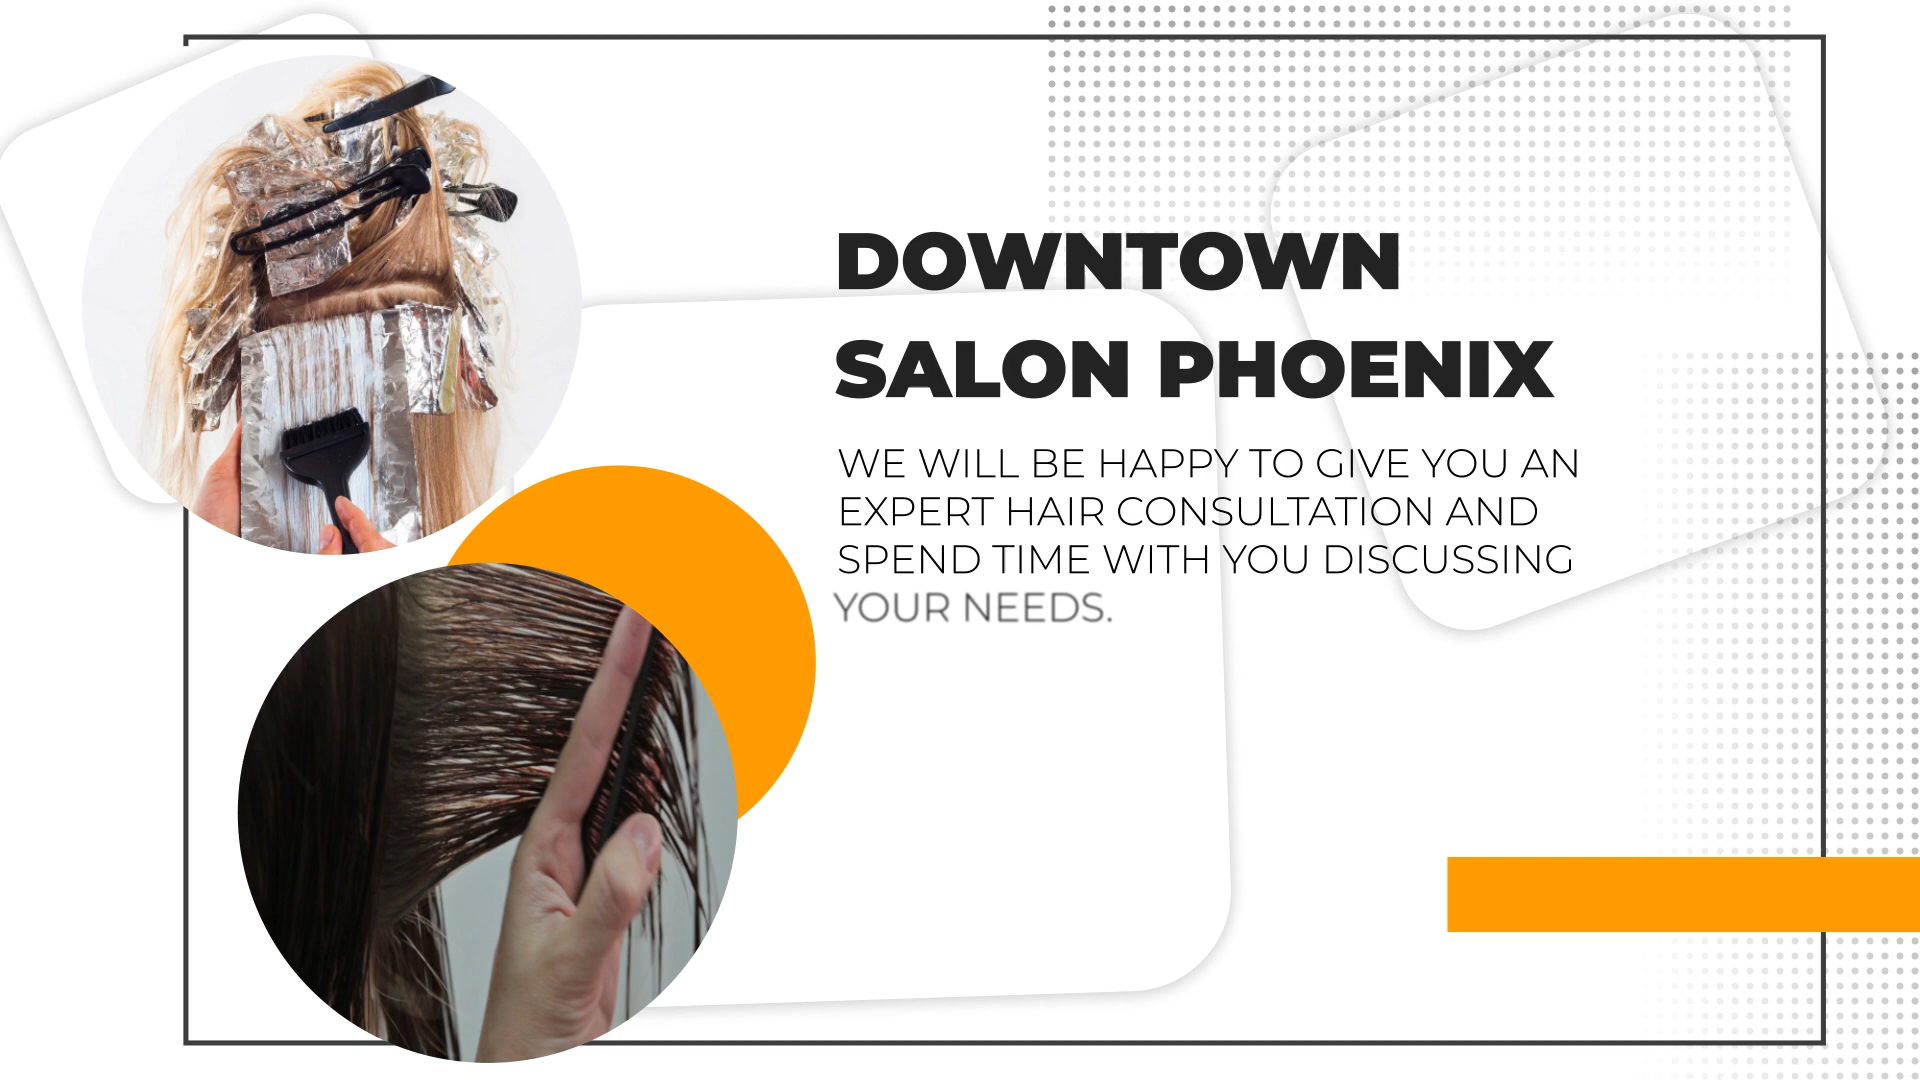 DOWNTOWN
SALON PHOENIX
WE WILL BE HAPPY TO GIVE YOU AN
EXPERT HAIR CONSULTATION AND
SPEND TIME WITH YOU DISCUSSING
YOUR NEEDS.